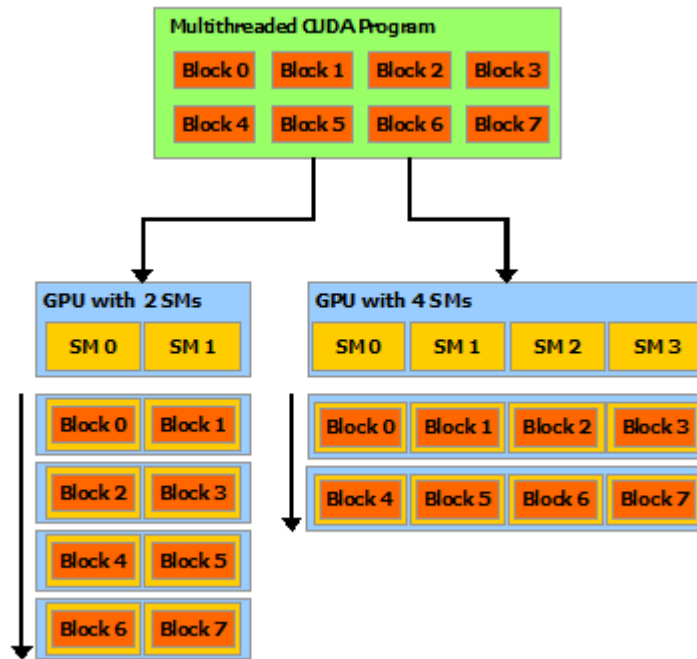 Multithreaded CUDA Program
Block 0 Block 1 Block 2 Block 3
Block 4 Block 5 Block 6 Block 7
GPU with 2 SMs
SM 0 SM 1
Block 0 Block 1
Block 2 Block 3
Block 4 Block 5
Block 6 Block 7
GPU with 4 SMs
SM 0 SM 1 SM 2 SM 3
Block 0 Block 1 Block 2 Block 3
Block 4 Block 5 Block 6 Block 7